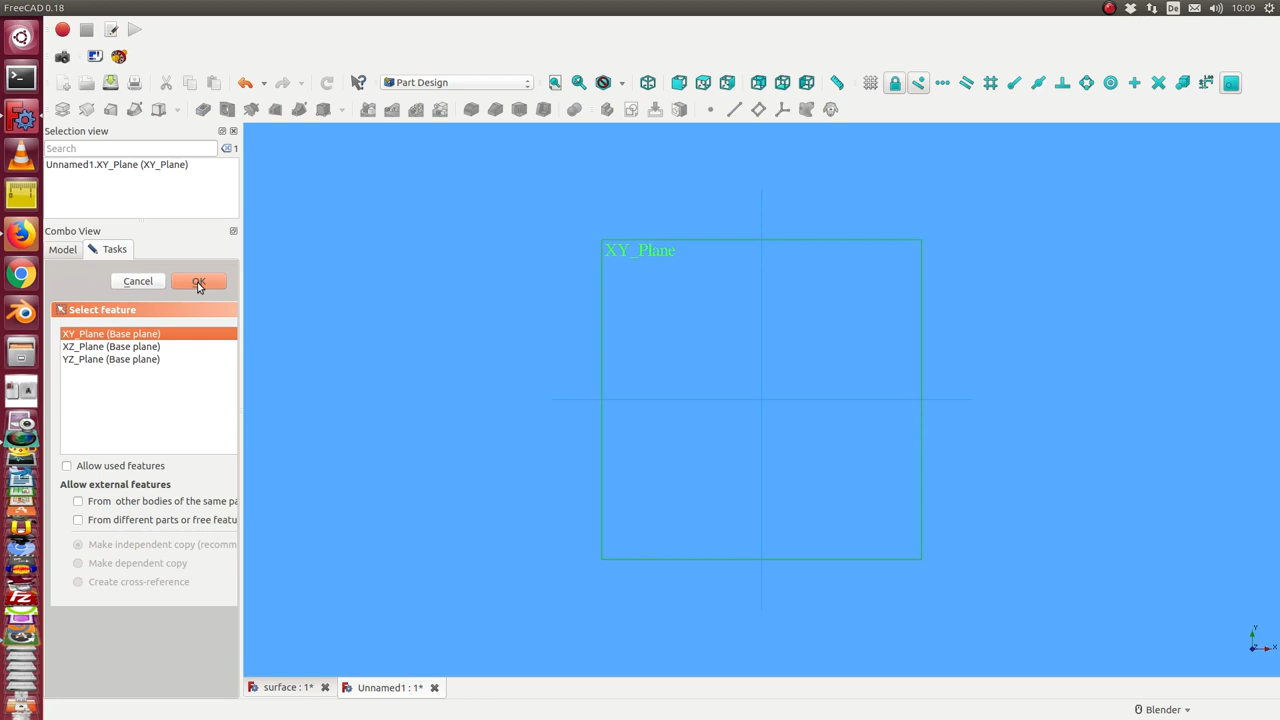 FreeCAD 0.18
De
10:09
Part Design
Selection view
Search
1
Unnamed1.XY_Plane (XY_Plane)
Combo View
Model
Tasks
Cancel
OK
Select feature
XY_Plane (Base plane)
XZ_Plane (Base plane)
YZ_Plane (Base plane)
Allow used features
Allow external features
From other bodies of the same pa
From different parts or free featu
Make independent copy (recomm
Make dependent copy
Create cross-reference
XY_Plane
Y
X
surface : 1*
Unnamed1 : 1*
Blender